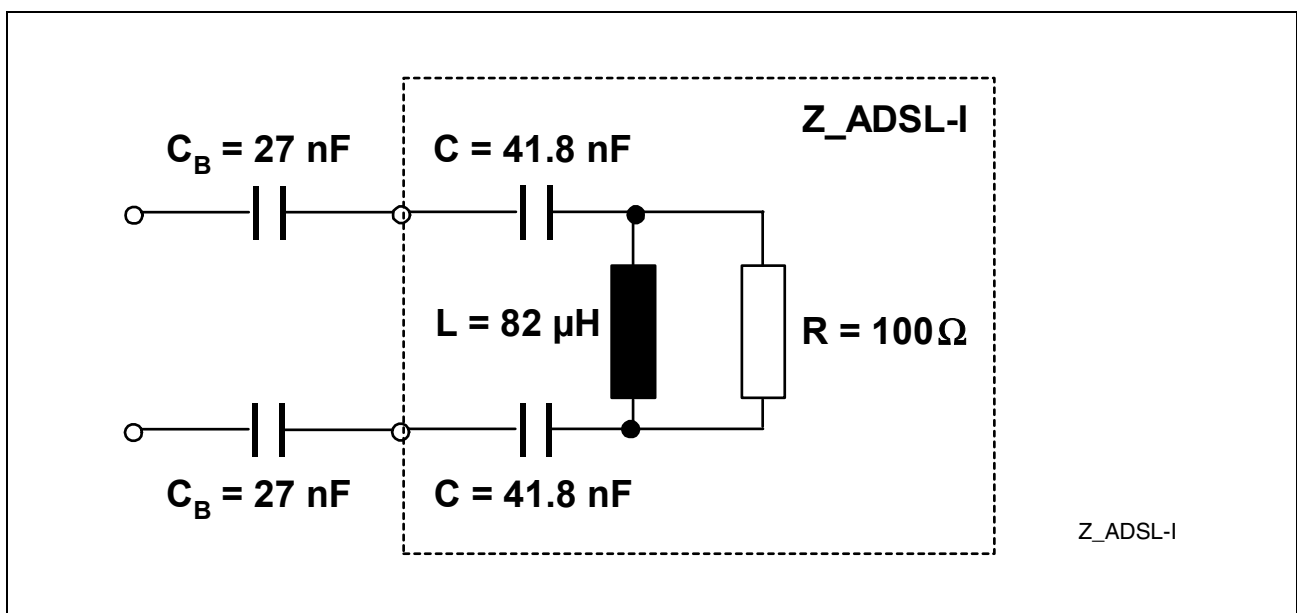 Z_ADSL-I
C_B = 27 nF
C = 41.8 nF
L = 82 µH
R = 100Ω
C_B = 27 nF
C = 41.8 nF
Z_ADSL-I